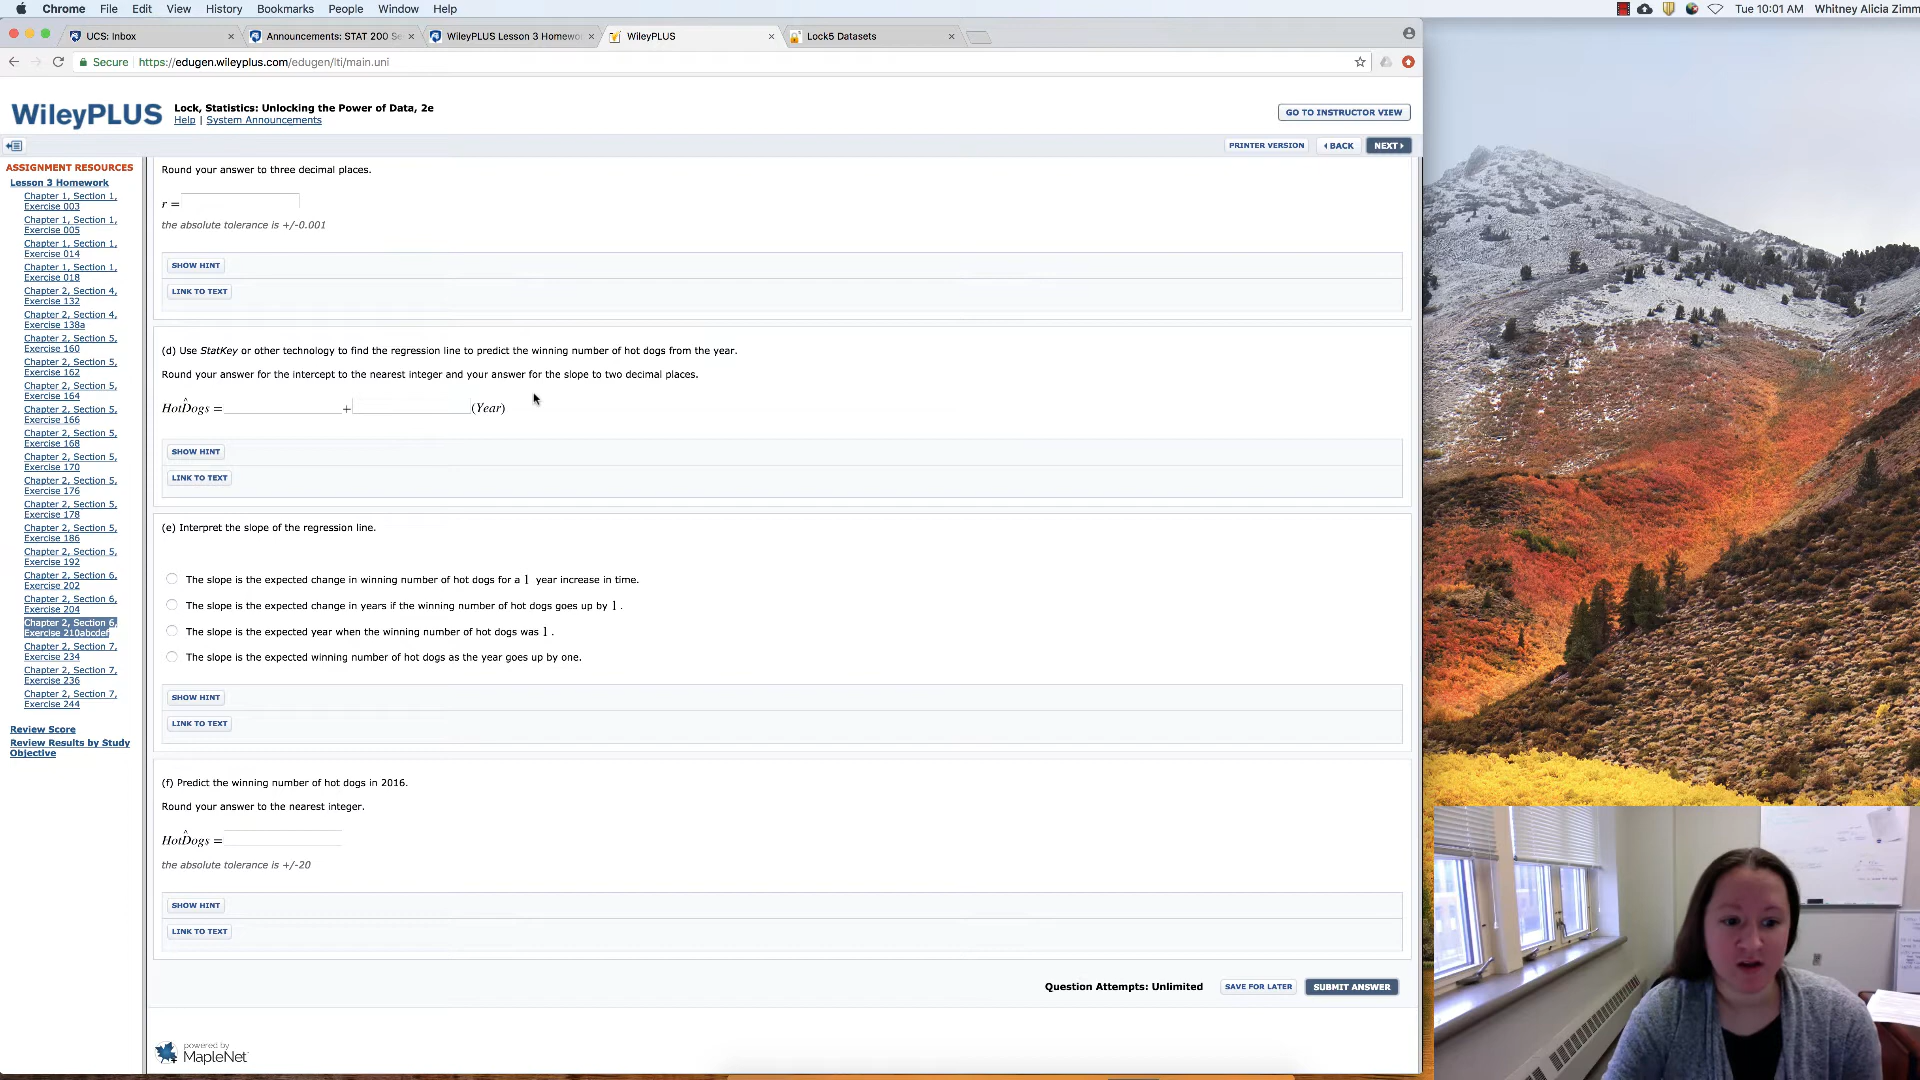 Chrome File Edit View History Bookmarks People Window Help Tue 10:01 AM Whitney Alicia Zimm
UCS: Inbox Announcements: STAT 200 Se WileyPLUS Lesson 3 Homewor WileyPLUS Lock5 Datasets
Secure https://edugen.wileyplus.com/edugen/lti/main.uni
WileyPLUS Lock, Statistics: Unlocking the Power of Data, 2e
Help | System Announcements
GO TO INSTRUCTOR VIEW
PRINTER VERSION BACK NEXT
ASSIGNMENT RESOURCES
Lesson 3 Homework
Chapter 1, Section 1,
Exercise 003
Chapter 1, Section 1,
Exercise 005
Chapter 1, Section 1,
Exercise 014
Chapter 1, Section 1,
Exercise 018
Chapter 2, Section 4,
Exercise 132
Chapter 2, Section 4,
Exercise 138a
Chapter 2, Section 5,
Exercise 160
Chapter 2, Section 5,
Exercise 162
Chapter 2, Section 5,
Exercise 164
Chapter 2, Section 5,
Exercise 166
Chapter 2, Section 5,
Exercise 168
Chapter 2, Section 5,
Exercise 170
Chapter 2, Section 5,
Exercise 176
Chapter 2, Section 5,
Exercise 178
Chapter 2, Section 5,
Exercise 186
Chapter 2, Section 5,
Exercise 192
Chapter 2, Section 6,
Exercise 202
Chapter 2, Section 6,
Exercise 204
Chapter 2, Section 6,
Exercise 210abcdef
Chapter 2, Section 7,
Exercise 234
Chapter 2, Section 7,
Exercise 236
Chapter 2, Section 7,
Exercise 244
Review Score
Review Results by Study
Objective
Round your answer to three decimal places.
r =
the absolute tolerance is +/-0.001
SHOW HINT
LINK TO TEXT
(d) Use StatKey or other technology to find the regression line to predict the winning number of hot dogs from the year.
Round your answer for the intercept to the nearest integer and your answer for the slope to two decimal places.
HotD̂ogs = + (Year)
SHOW HINT
LINK TO TEXT
(e) Interpret the slope of the regression line.
The slope is the expected change in winning number of hot dogs for a 1 year increase in time.
The slope is the expected change in years if the winning number of hot dogs goes up by 1 .
The slope is the expected year when the winning number of hot dogs was 1 .
The slope is the expected winning number of hot dogs as the year goes up by one.
SHOW HINT
LINK TO TEXT
(f) Predict the winning number of hot dogs in 2016.
Round your answer to the nearest integer.
HotD̂ogs =
the absolute tolerance is +/-20
SHOW HINT
LINK TO TEXT
Question Attempts: Unlimited SAVE FOR LATER SUBMIT ANSWER
powered by
MapleNet